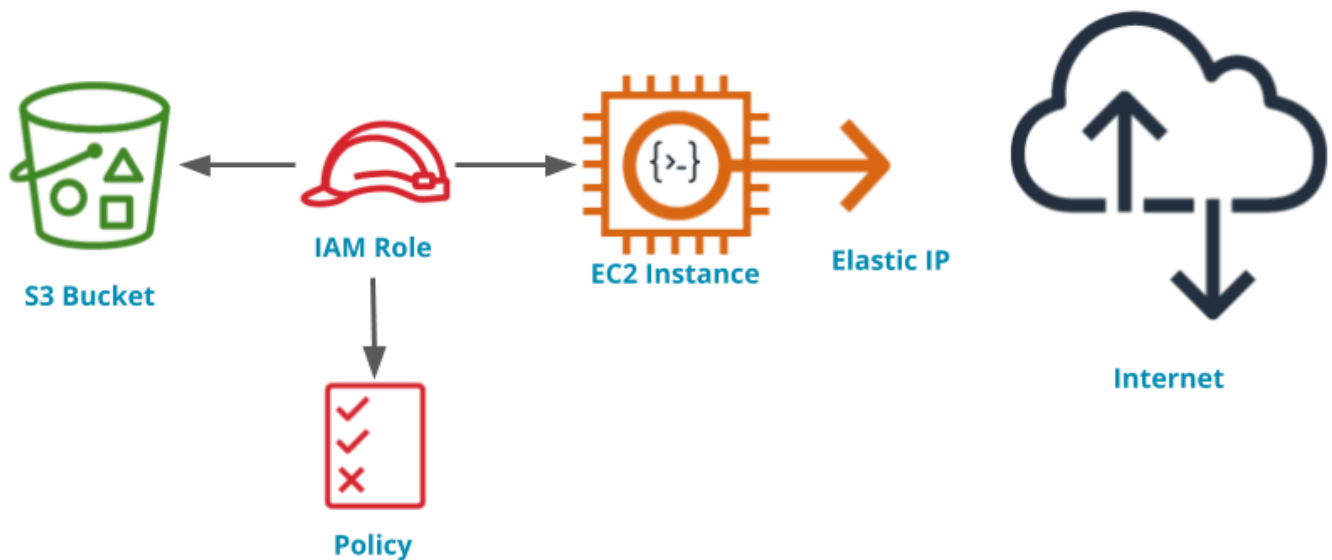 S3 Bucket
IAM Role
{>_}
EC2 Instance
Elastic IP
Internet
Policy